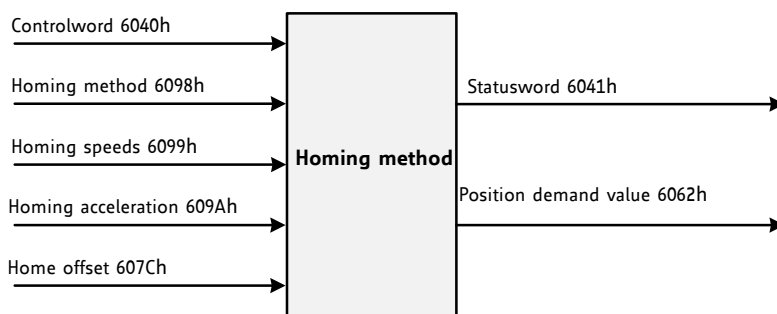 Controlword 6040h
Homing method 6098h
Statusword 6041h
Homing speeds 6099h
Homing method
Position demand value 6062h
Homing acceleration 609Ah
Home offset 607Ch